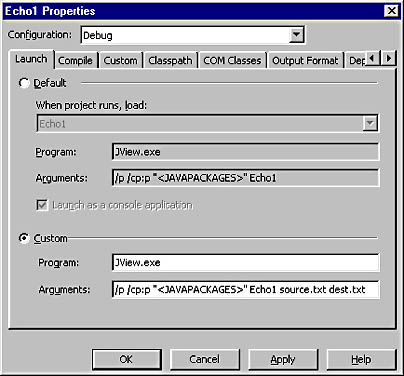 Echo1 Properties
Configuration: Debug
Launch Compile Custom Classpath COM Classes Output Format
Default
When project runs, load:
Echo1
Program: JView.exe
Arguments: /p /cp:p "<JAVAPACKAGES>" Echo1
Launch as a console application
Custom
Program: JView.exe
Arguments: /p /cp:p "<JAVAPACKAGES>" Echo1 source.txt dest.txt
OK Cancel Apply Help